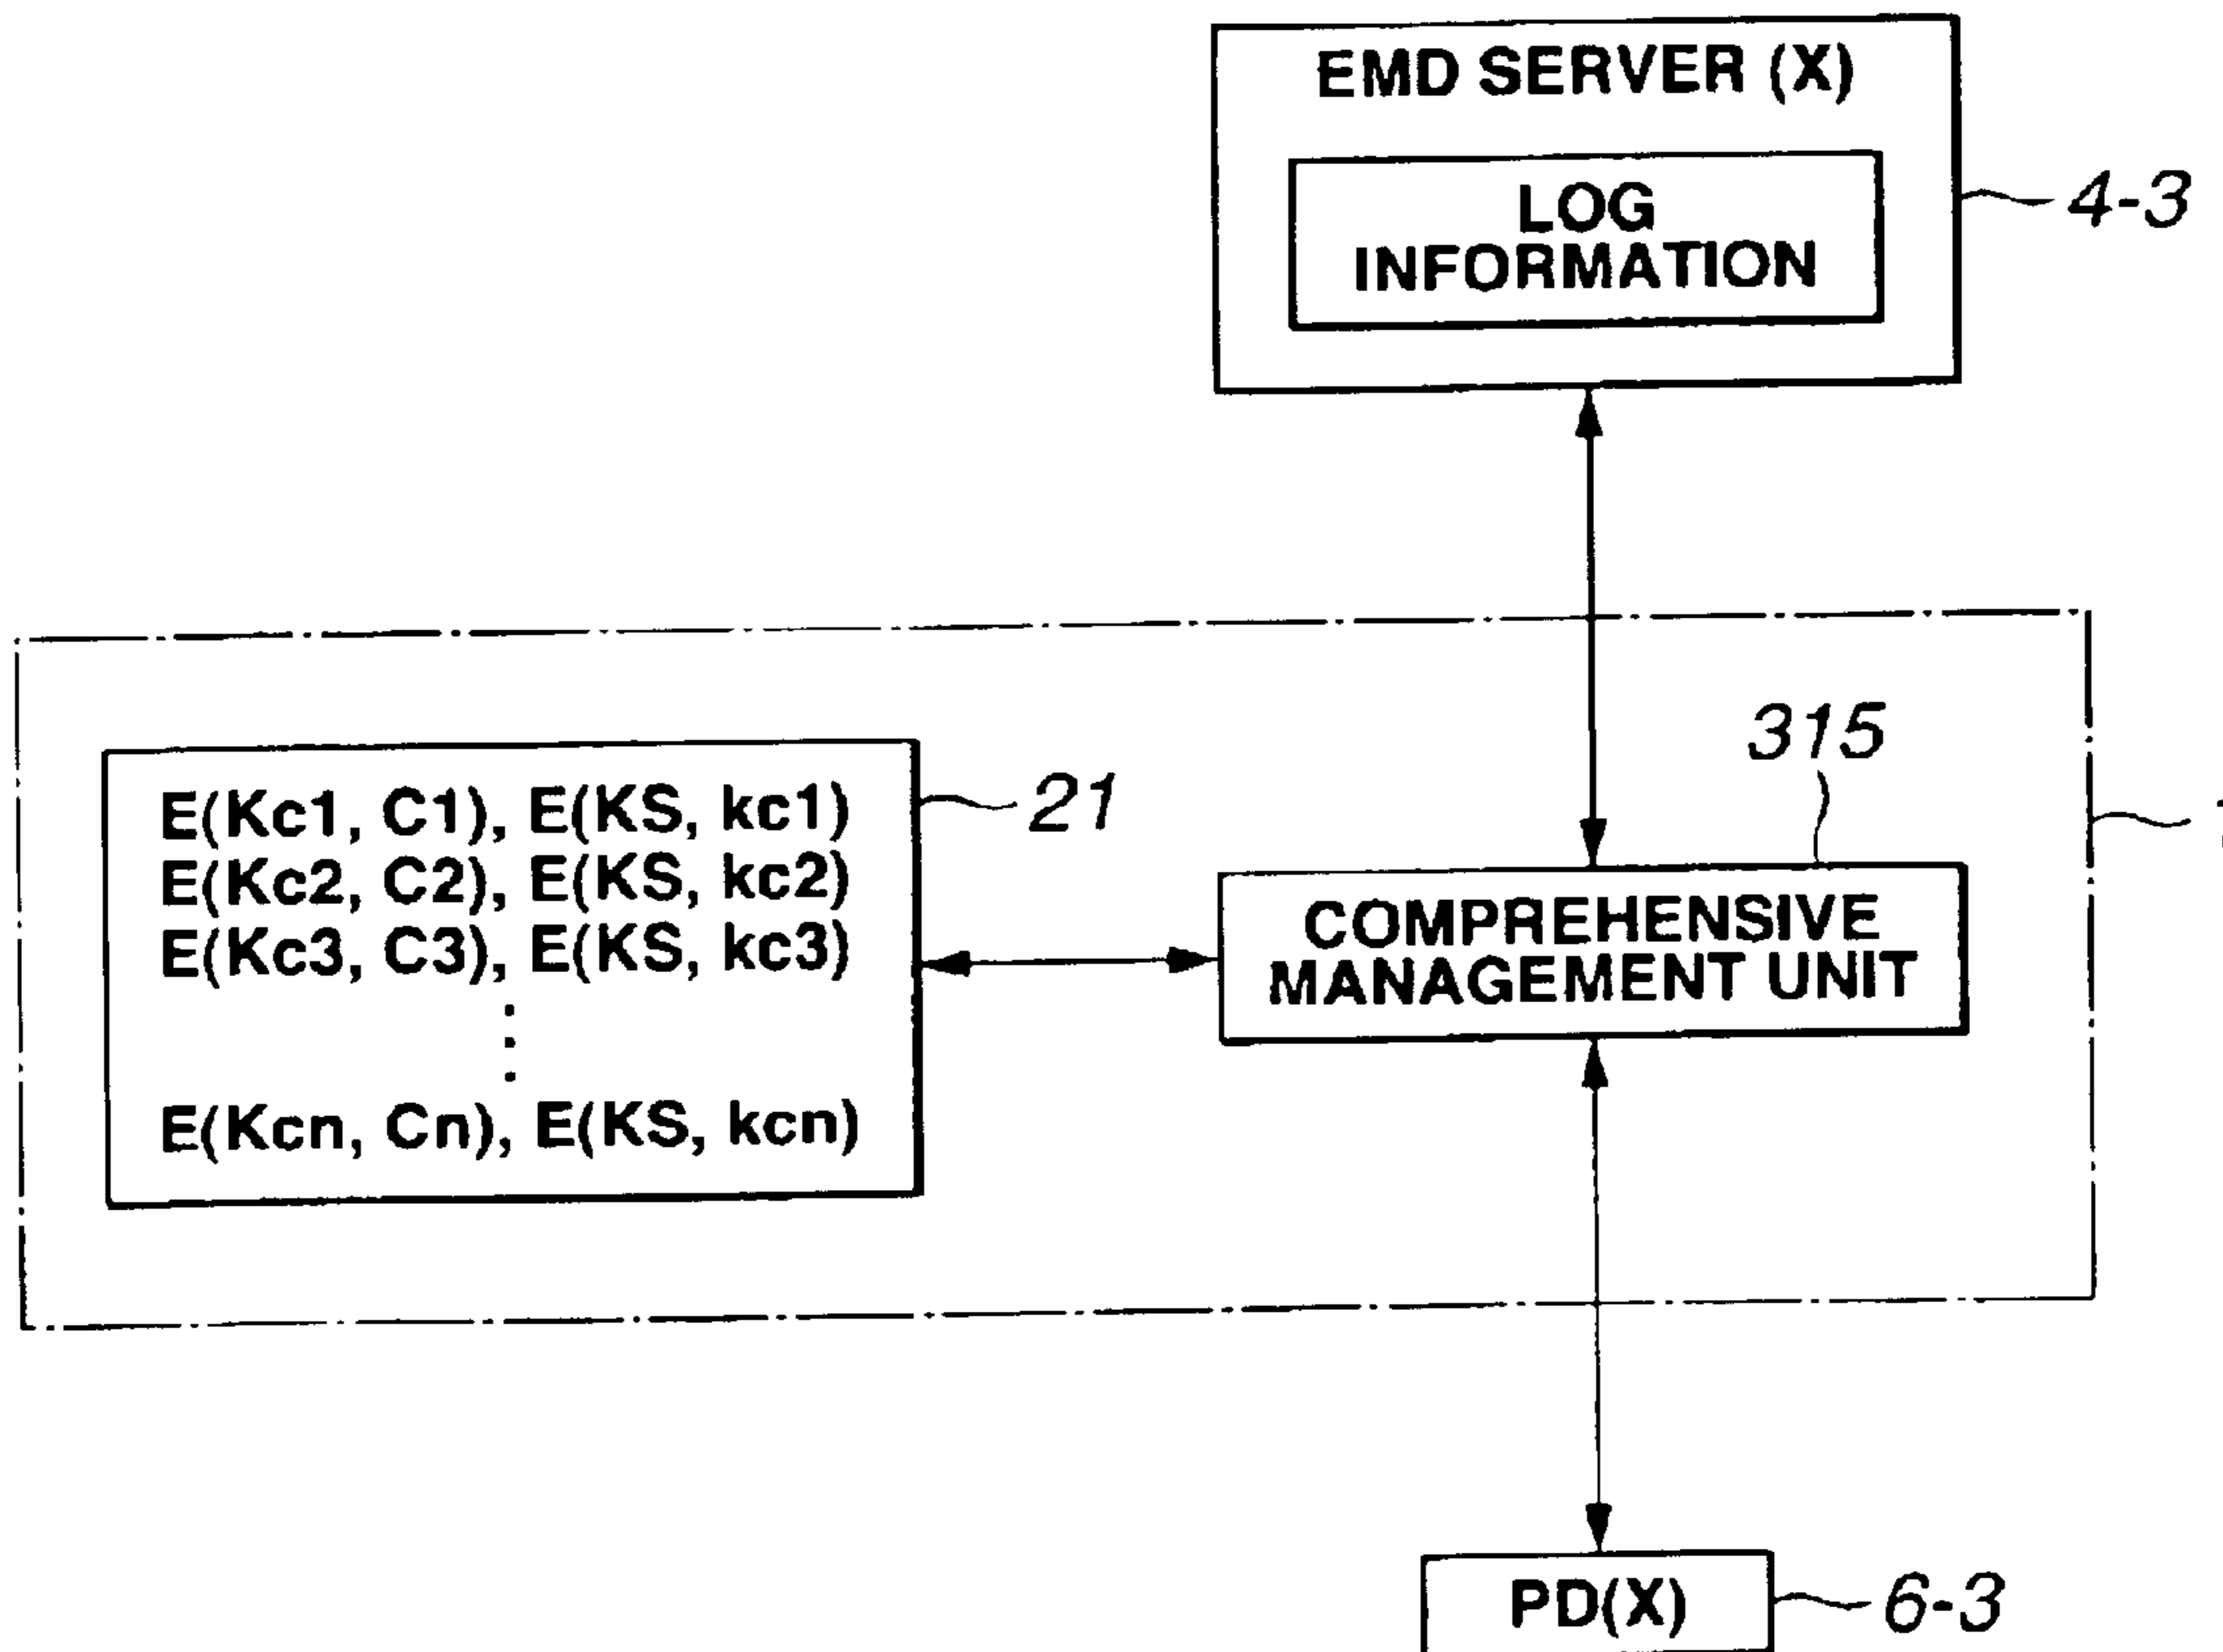 EMD SERVER (X)
LOG
INFORMATION
4-3
315
21
E(Kc1, C1), E(KS, kc1)
E(Kc2, C2), E(KS, kc2)
E(Kc3, C3), E(KS, kc3)
E(Kcn, Cn), E(KS, kcn)
COMPREHENSIVE
MANAGEMENT UNIT
PD(X)
6-3